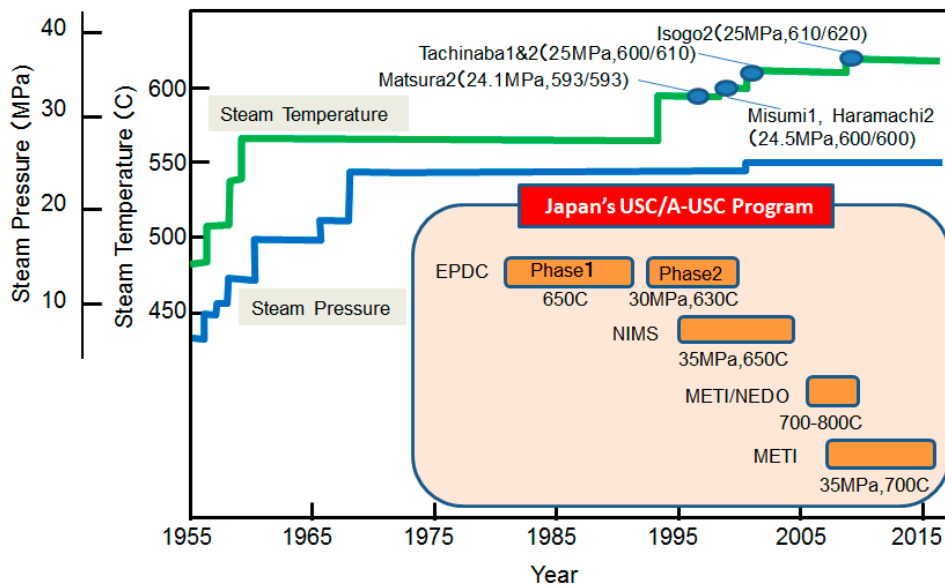 Steam Pressure (MPa)
40
30
20
10
Steam Temperature (C)
600
550
500
450
Isogo2(25MPa,610/620)
Tachinaba1&2(25MPa,600/610)
Matsura2(24.1MPa,593/593)
Misumi1, Haramachi2
(24.5MPa,600/600)
Steam Temperature
Steam Pressure
Japan's USC/A-USC Program
EPDC
Phase1
650C
Phase2
30MPa,630C
NIMS
35MPa,650C
METI/NEDO
700-800C
METI
35MPa,700C
1955
1965
1975
1985
1995
2005
2015
Year